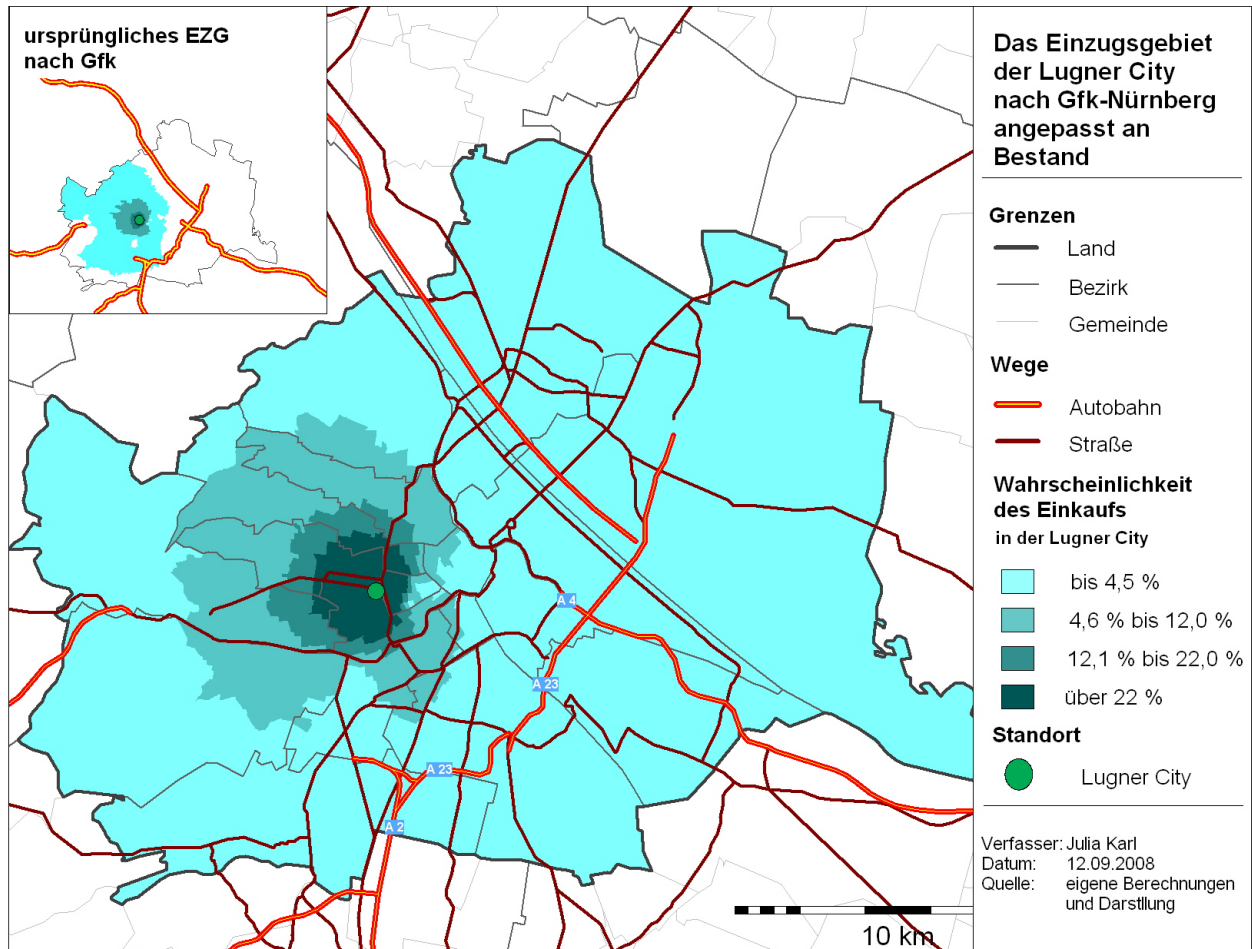 ursprüngliches EZG
nach Gfk
A 4
A 23
A 23
A 2
10 km
Das Einzugsgebiet
der Lugner City
nach Gfk-Nürnberg
angepasst an
Bestand
Grenzen
Land
Bezirk
Gemeinde
Wege
Autobahn
Straße
Wahrscheinlichkeit
des Einkaufs
in der Lugner City
bis 4,5 %
4,6 % bis 12,0 %
12,1 % bis 22,0 %
über 22 %
Standort
Lugner City
Verfasser: Julia Karl
Datum: 12.09.2008
Quelle: eigene Berechnungen
und Darstllung